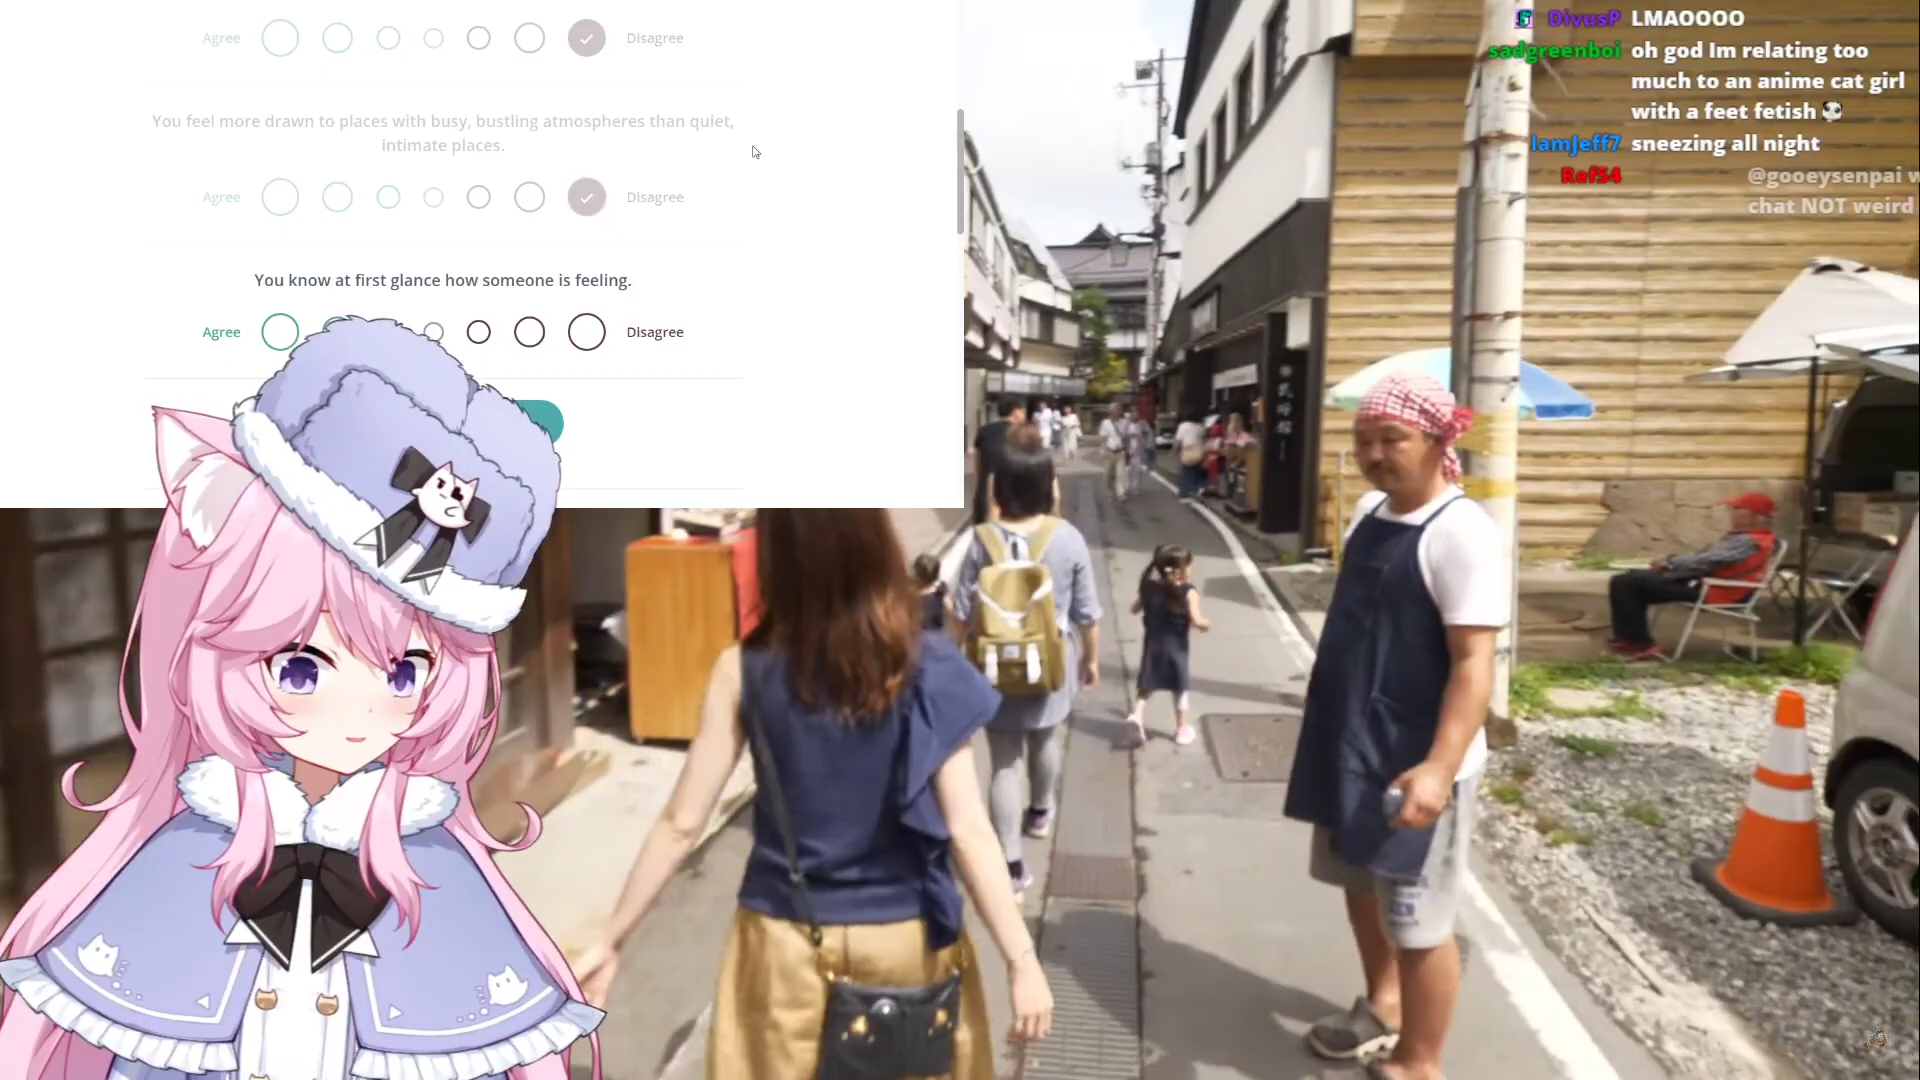 Agree Disagree
You feel more drawn to places with busy, bustling atmospheres than quiet,
intimate places.
Agree Disagree
You know at first glance how someone is feeling.
Agree Disagree
DivusP LMAOOOO
sadgreenboi oh god Im relating too
much to an anime cat girl
with a feet fetish
IamJeff7 sneezing all night
Ref54 @gooeysenpai w
chat NOT weird